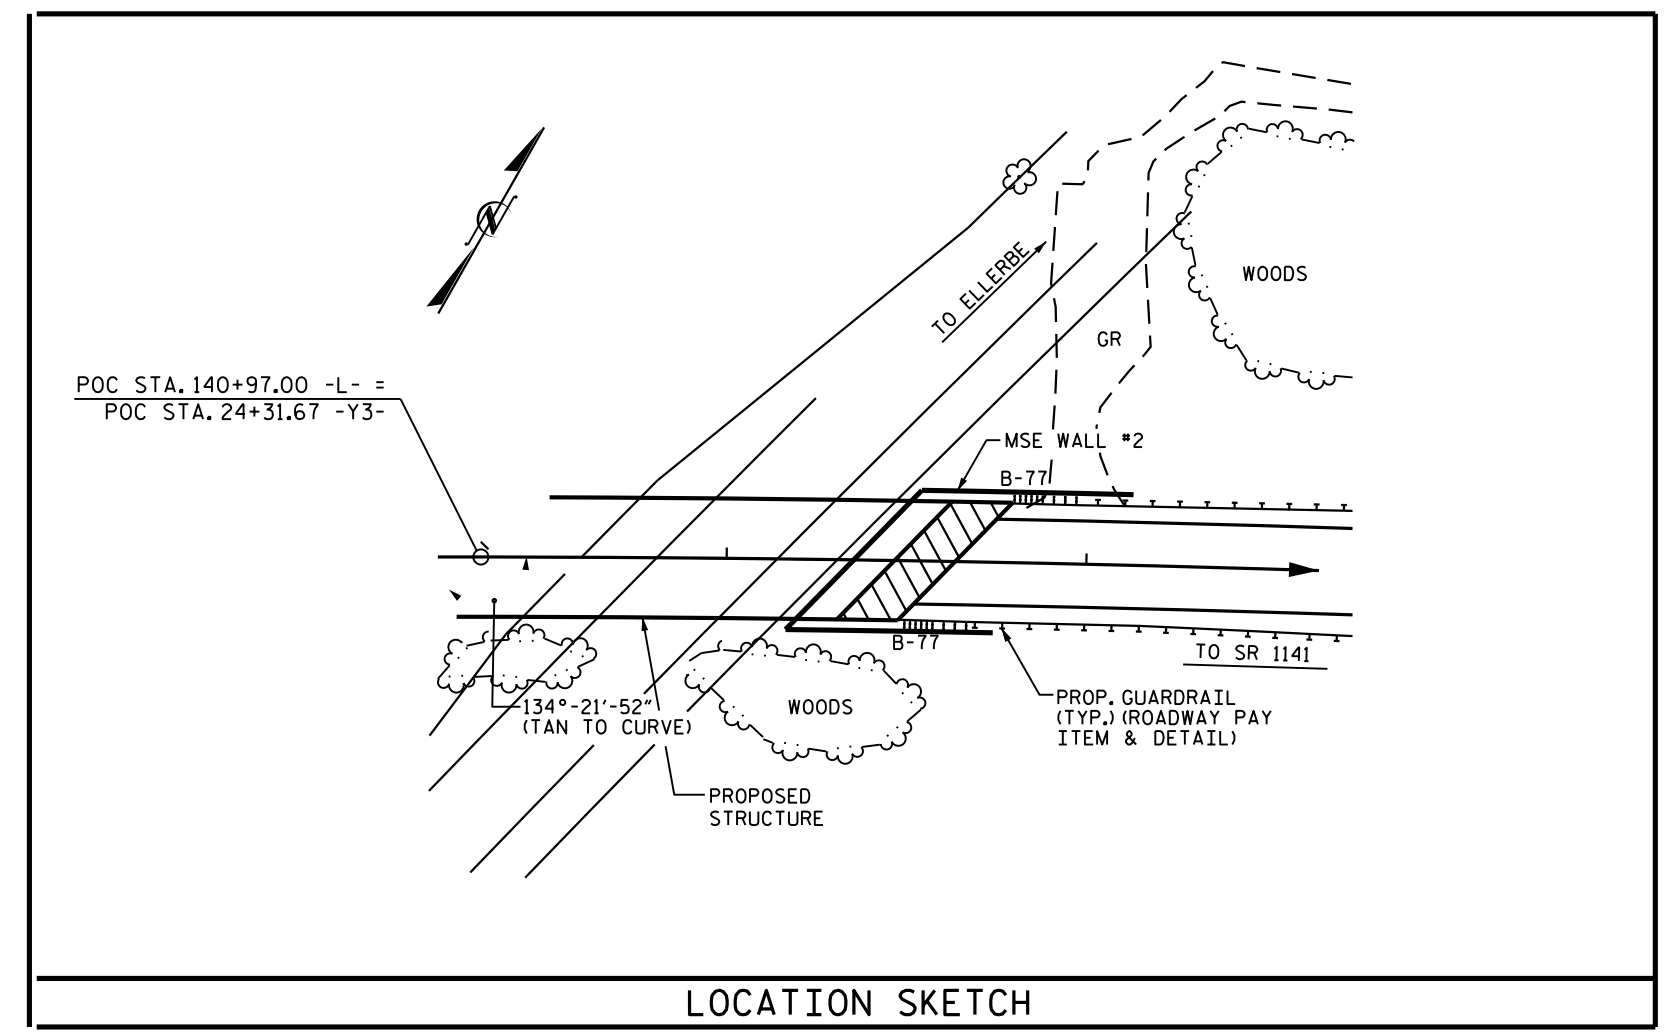 N
TO ELLERBE
WOODS
GR
POC STA. 140+97.00 -L- =
POC STA. 24+31.67 -Y3-
MSE WALL #2
B-77
B-77
TO SR 1141
134°-21'-52"
(TAN TO CURVE)
WOODS
PROP. GUARDRAIL
(TYP.) (ROADWAY PAY
ITEM & DETAIL)
PROPOSED
STRUCTURE
LOCATION SKETCH